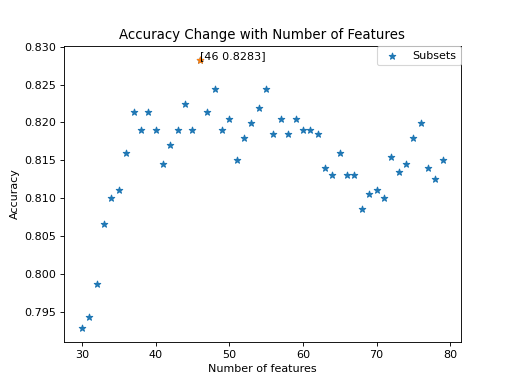 Accuracy Change with Number of Features
[46 0.8283]
Subsets
Accuracy
0.830
0.825
0.820
0.815
0.810
0.805
0.800
0.795
30 40 50 60 70 80
Number of features